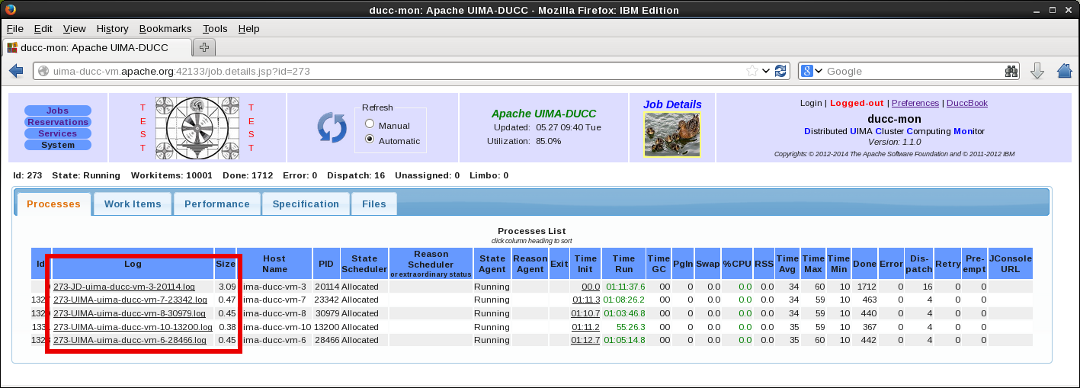 ducc-mon: Apache UIMA-DUCC - Mozilla Firefox: IBM Edition
File Edit View History Bookmarks Tools Help
ducc-mon: Apache UIMA-DUCC
uima-ducc-vm.apache.org:42133/job.details.jsp?id=273
Google
Jobs
Reservations
Services
System
T E S T
T E S T
Refresh
Manual
Automatic
Apache UIMA-DUCC
Updated: 05.27 09:40 Tue
Utilization: 85.0%
Job Details
Login | Logged-out | Preferences | DuccBook
ducc-mon
Distributed UIMA Cluster Computing Monitor
Version: 1.1.0
Copyrights: © 2012-2014 The Apache Software Foundation and © 2011-2012 IBM
Id: 273 State: Running Workitems: 10001 Done: 1712 Error: 0 Dispatch: 16 Unassigned: 0 Limbo: 0
Processes Work Items Performance Specification Files
Processes List
click column heading to sort
Id Log Size Host Name PID State Scheduler Reason Scheduler or extraordinary status State Agent Reason Agent Exit Time Init Time Run Time GC PgIn Swap %CPU RSS Time Avg Time Max Time Min Done Error Dis-patch Retry Pre-empt JConsole URL
273-JD-uima-ducc-vm-3-20114.log 3.09 uima-ducc-vm-3 20114 Allocated Running 00.0 01:11:37.6 00 0 0.0 0.0 34 60 10 1712 0 16 0 0
273-UIMA-uima-ducc-vm-7-23342.log 0.47 uima-ducc-vm-7 23342 Allocated Running 01:11.3 01:08:26.2 00 0 0.0 0.0 0.0 34 59 10 463 0 4 0 0
273-UIMA-uima-ducc-vm-8-30979.log 0.45 uima-ducc-vm-8 30979 Allocated Running 01:10.7 01:03:46.8 00 0 0.0 0.0 0.0 34 60 10 440 0 4 0 0
273-UIMA-uima-ducc-vm-10-13200.log 0.38 uima-ducc-vm-10 13200 Allocated Running 01:11.2 55:26.3 00 0 0.0 0.0 0.0 35 59 10 367 0 4 0 0
273-UIMA-uima-ducc-vm-6-28466.log 0.45 uima-ducc-vm-6 28466 Allocated Running 01:12.7 01:05:14.8 00 0 0.0 0.0 0.0 35 60 10 442 0 4 0 0